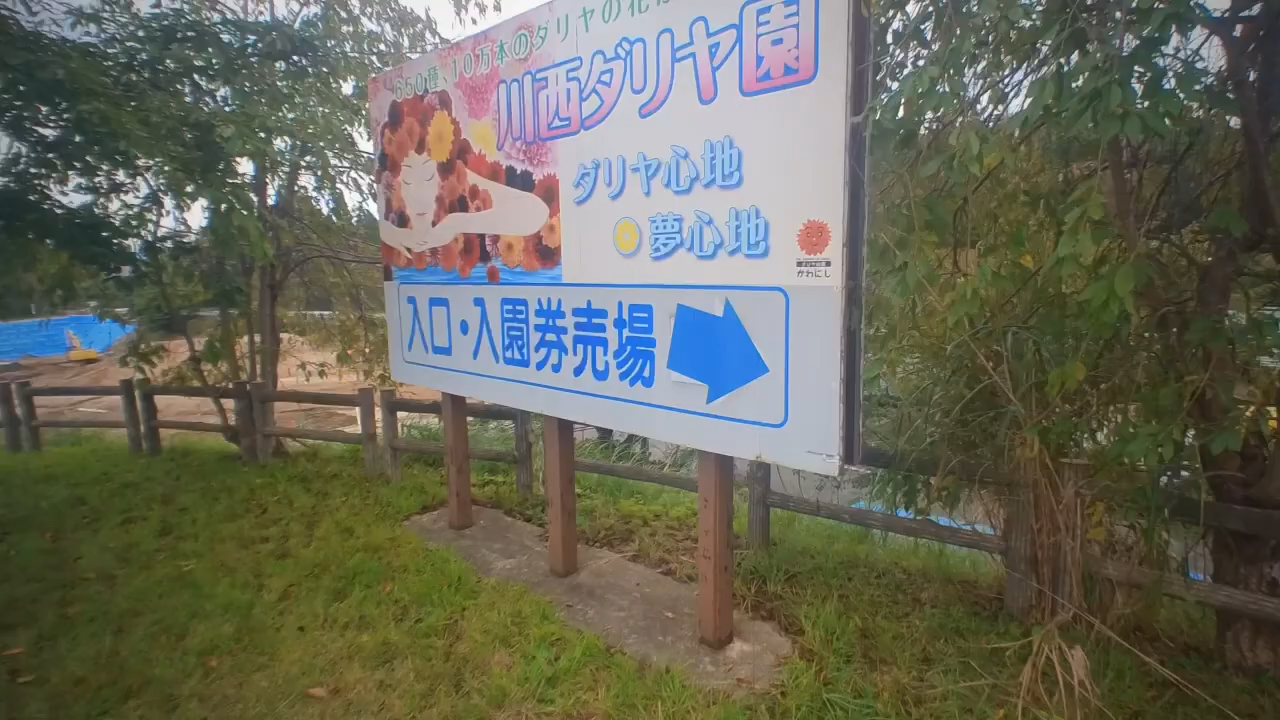 650種、10万本のダリヤの花
川西ダリヤ園
ダリヤ心地
夢心地
かわにし
入口・入園券売場